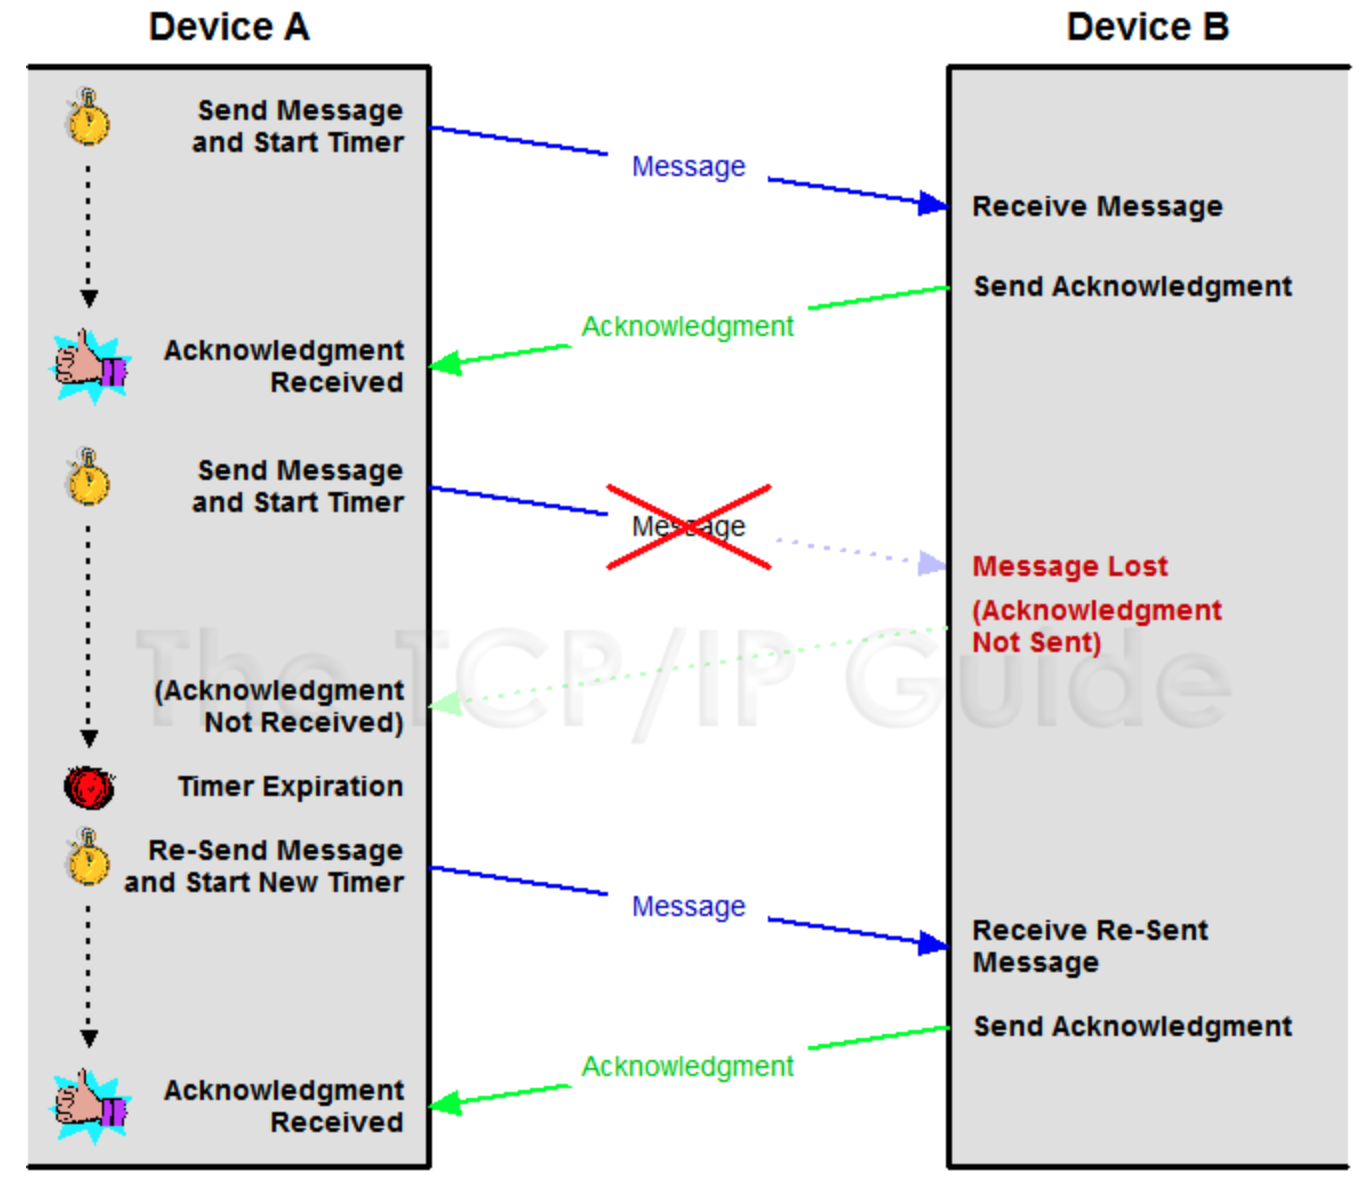 Device A
Device B
Send Message
and Start Timer
Message
Receive Message
Send Acknowledgment
Acknowledgment
Acknowledgment
Received
Send Message
and Start Timer
Message
Message Lost
(Acknowledgment
Not Sent)
The TCP/IP Guide
(Acknowledgment
Not Received)
Timer Expiration
Re-Send Message
and Start New Timer
Message
Receive Re-Sent
Message
Send Acknowledgment
Acknowledgment
Acknowledgment
Received